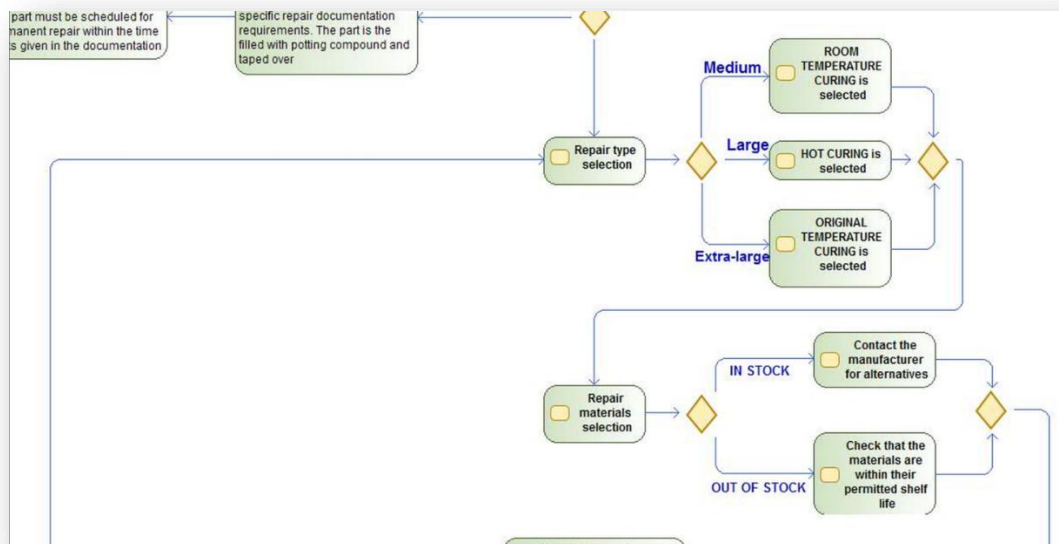 part must be scheduled for
manent repair within the time
s given in the documentation
specific repair documentation
requirements. The part is the
filled with potting compound and
taped over
Medium
ROOM
TEMPERATURE
CURING is
selected
Repair type
selection
Large
HOT CURING is
selected
Extra-large
ORIGINAL
TEMPERATURE
CURING is
selected
Repair
materials
selection
IN STOCK
Contact the
manufacturer
for alternatives
OUT OF STOCK
Check that the
materials are
within their
permitted shelf
life